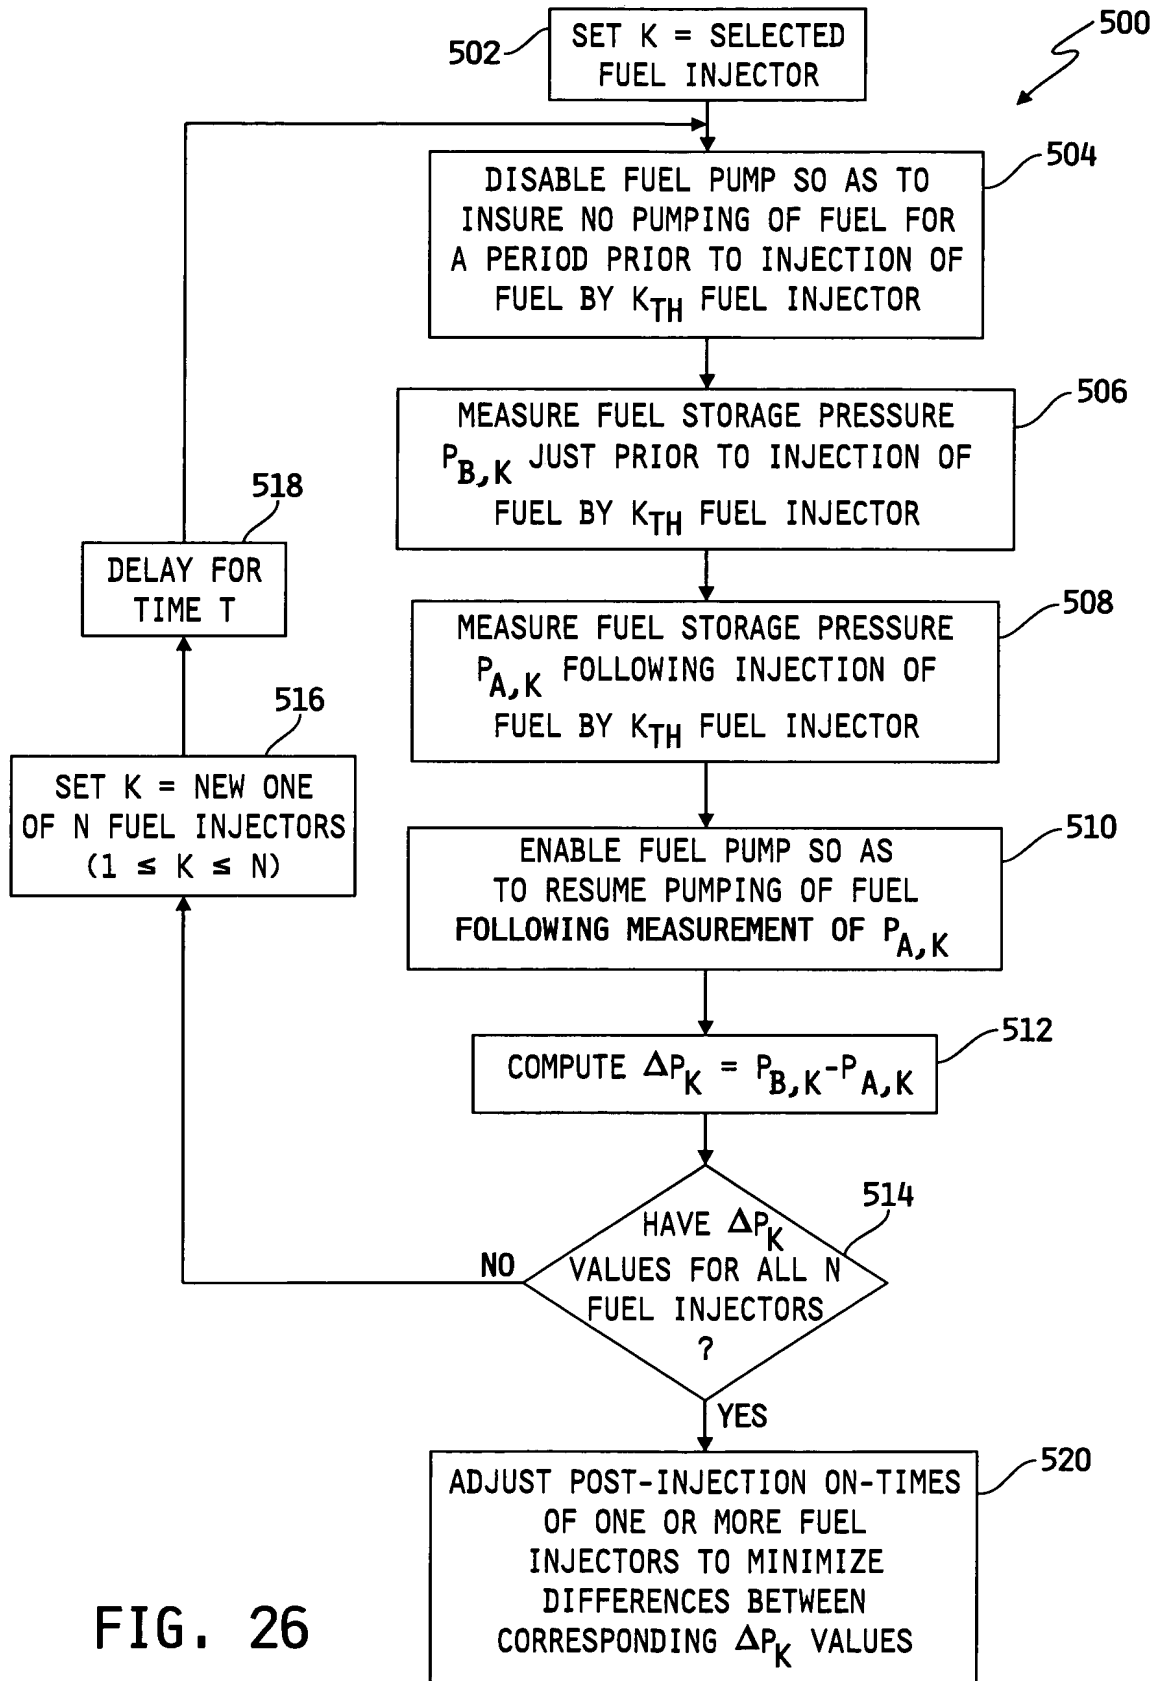 500
502
SET K = SELECTED
FUEL INJECTOR
504
DISABLE FUEL PUMP SO AS TO
INSURE NO PUMPING OF FUEL FOR
A PERIOD PRIOR TO INJECTION OF
FUEL BY KTH FUEL INJECTOR
506
MEASURE FUEL STORAGE PRESSURE
PB,K JUST PRIOR TO INJECTION OF
FUEL BY KTH FUEL INJECTOR
508
MEASURE FUEL STORAGE PRESSURE
PA,K FOLLOWING INJECTION OF
FUEL BY KTH FUEL INJECTOR
510
ENABLE FUEL PUMP SO AS
TO RESUME PUMPING OF FUEL
FOLLOWING MEASUREMENT OF PA,K
512
COMPUTE ΔPK = PB,K-PA,K
514
HAVE ΔPK
VALUES FOR ALL N
FUEL INJECTORS
?
NO
516
SET K = NEW ONE
OF N FUEL INJECTORS
(1 ≤ K ≤ N)
518
DELAY FOR
TIME T
YES
520
ADJUST POST-INJECTION ON-TIMES
OF ONE OR MORE FUEL
INJECTORS TO MINIMIZE
DIFFERENCES BETWEEN
CORRESPONDING ΔPK VALUES
FIG. 26